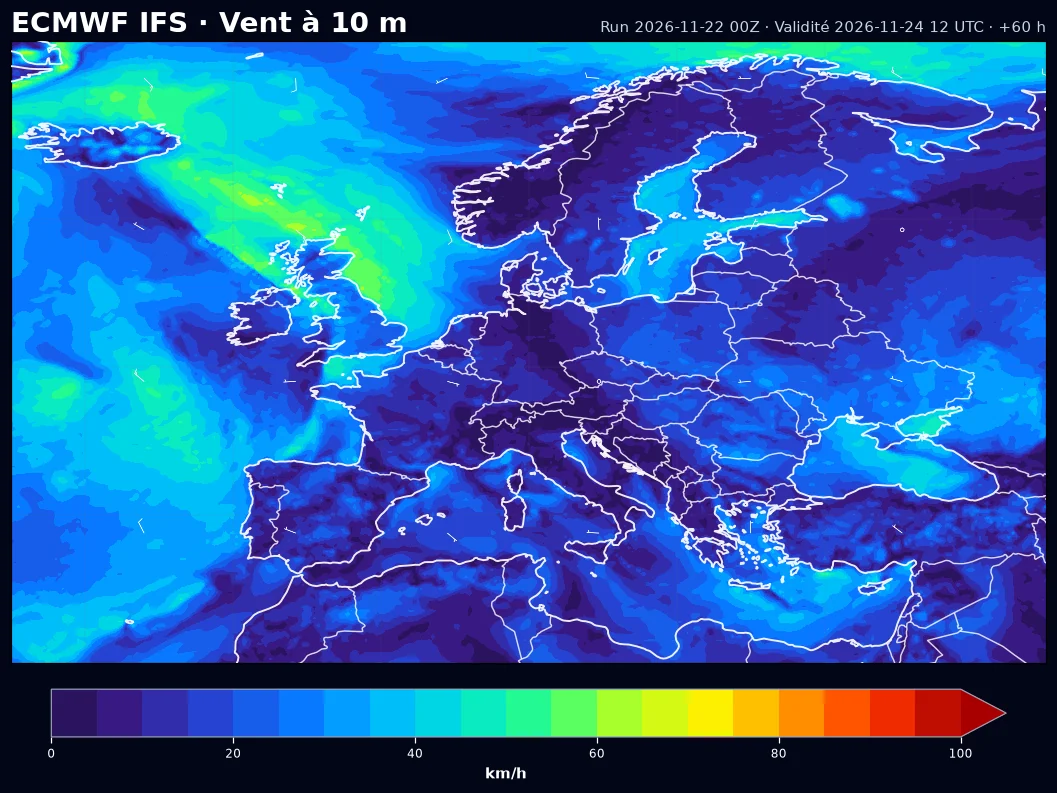 ECMWF IFS · Vent à 10 m
Run 2026-11-22 00Z · Validité 2026-11-24 12 UTC · +60 h
0 20 40 60 80 100
km/h